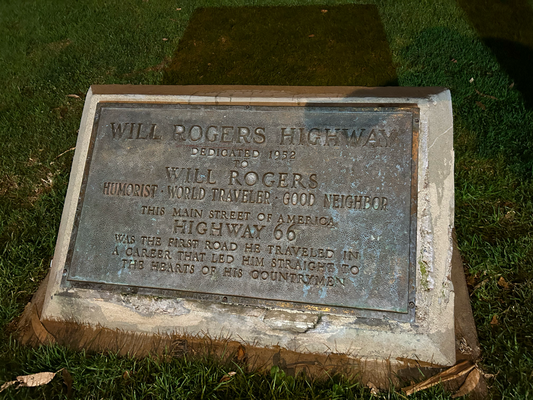 WILL ROGERS HIGHWAY
DEDICATED 1952
TO
WILL ROGERS
HUMORIST · WORLD TRAVELER · GOOD NEIGHBOR
THIS MAIN STREET OF AMERICA
HIGHWAY 66
WAS THE FIRST ROAD HE TRAVELED IN
A CAREER THAT LED HIM STRAIGHT TO
THE HEARTS OF HIS COUNTRYMEN